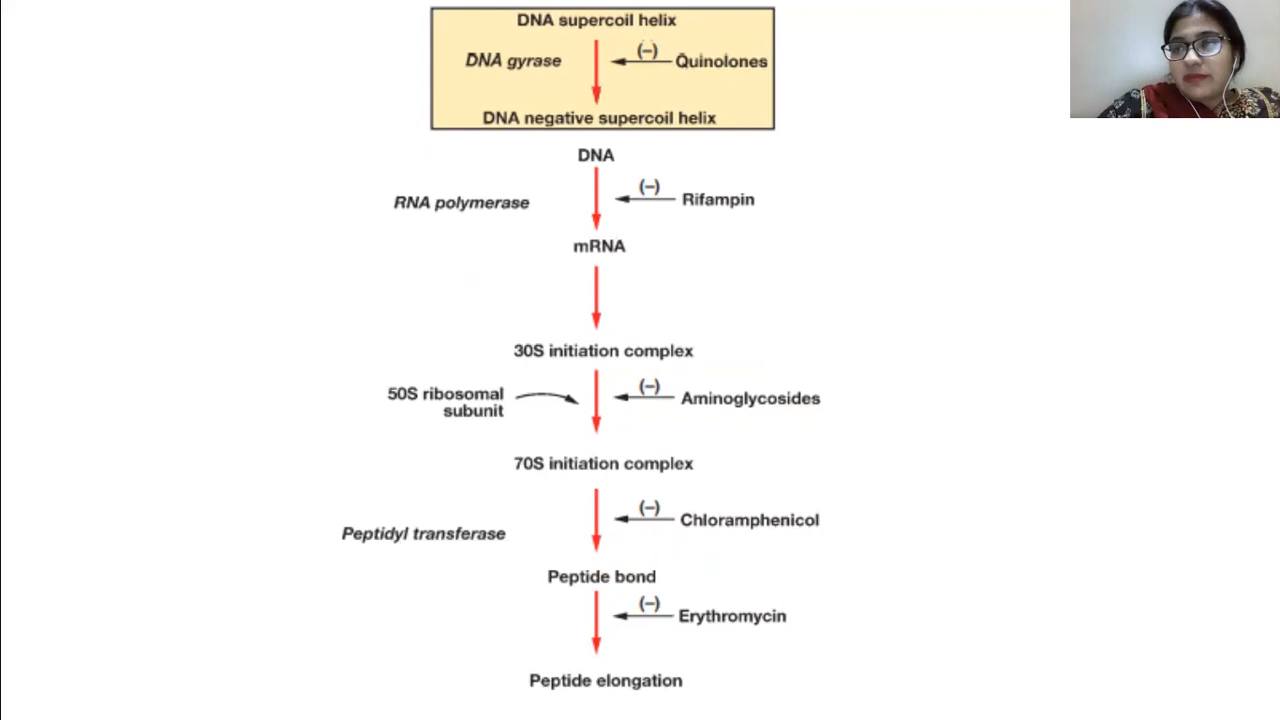 DNA supercoil helix
DNA gyrase
(–)
Quinolones
DNA negative supercoil helix
DNA
RNA polymerase
(–)
Rifampin
mRNA
30S initiation complex
50S ribosomal
subunit
(–)
Aminoglycosides
70S initiation complex
Peptidyl transferase
(–)
Chloramphenicol
Peptide bond
(–)
Erythromycin
Peptide elongation